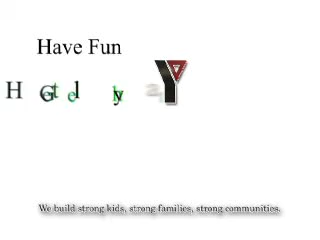 Have Fun
We build strong kids, strong families, strong communities.